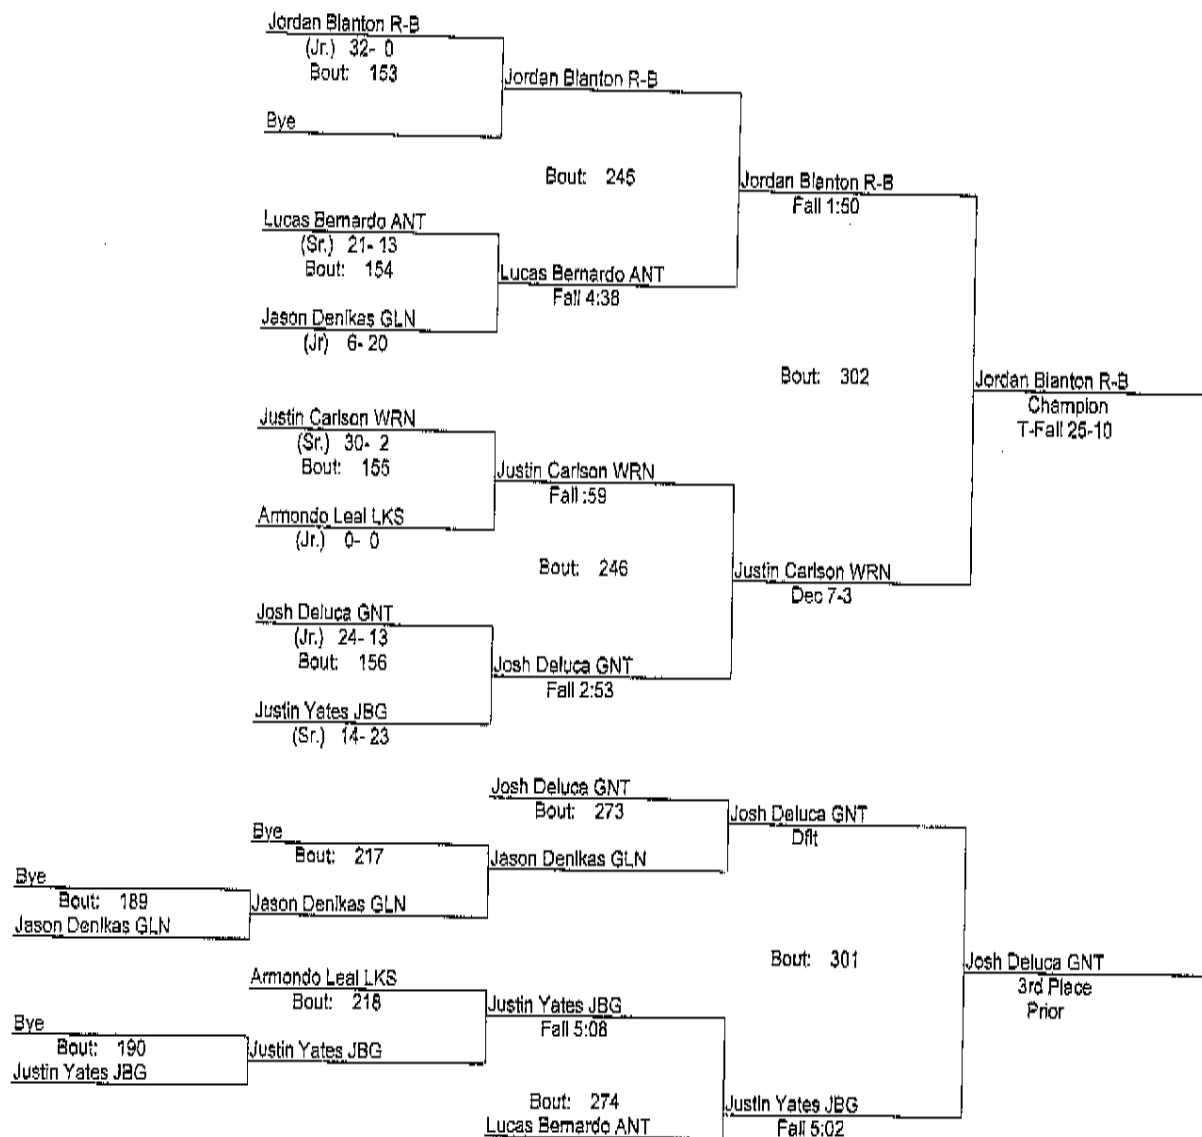 Jordan Blanton R-B
(Jr.) 32- 0
Bout: 153
Jordan Blanton R-B
Bye
Bout: 245
Jordan Blanton R-B
Fall 1:50
Lucas Bernardo ANT
(Sr.) 21- 13
Bout: 154
Lucas Bernardo ANT
Fall 4:38
Jason Denikas GLN
(Jr) 6- 20
Bout: 302
Jordan Blanton R-B
Champion
T-Fall 25-10
Justin Carlson WRN
(Sr.) 30- 2
Bout: 155
Justin Carlson WRN
Fall :59
Armondo Leal LKS
(Jr.) 0- 0
Bout: 246
Justin Carlson WRN
Dec 7-3
Josh Deluca GNT
(Jr.) 24- 13
Bout: 156
Josh Deluca GNT
Fall 2:53
Justin Yates JBG
(Sr.) 14- 23
Josh Deluca GNT
Bout: 273
Josh Deluca GNT
Dflt
Bye
Bout: 217
Jason Denikas GLN
Bye
Bout: 189
Jason Denikas GLN
Jason Denikas GLN
Bout: 301
Josh Deluca GNT
3rd Place
Prior
Armondo Leal LKS
Bout: 218
Justin Yates JBG
Fall 5:08
Bye
Bout: 190
Justin Yates JBG
Justin Yates JBG
Bout: 274
Lucas Bernardo ANT
Justin Yates JBG
Fall 5:02